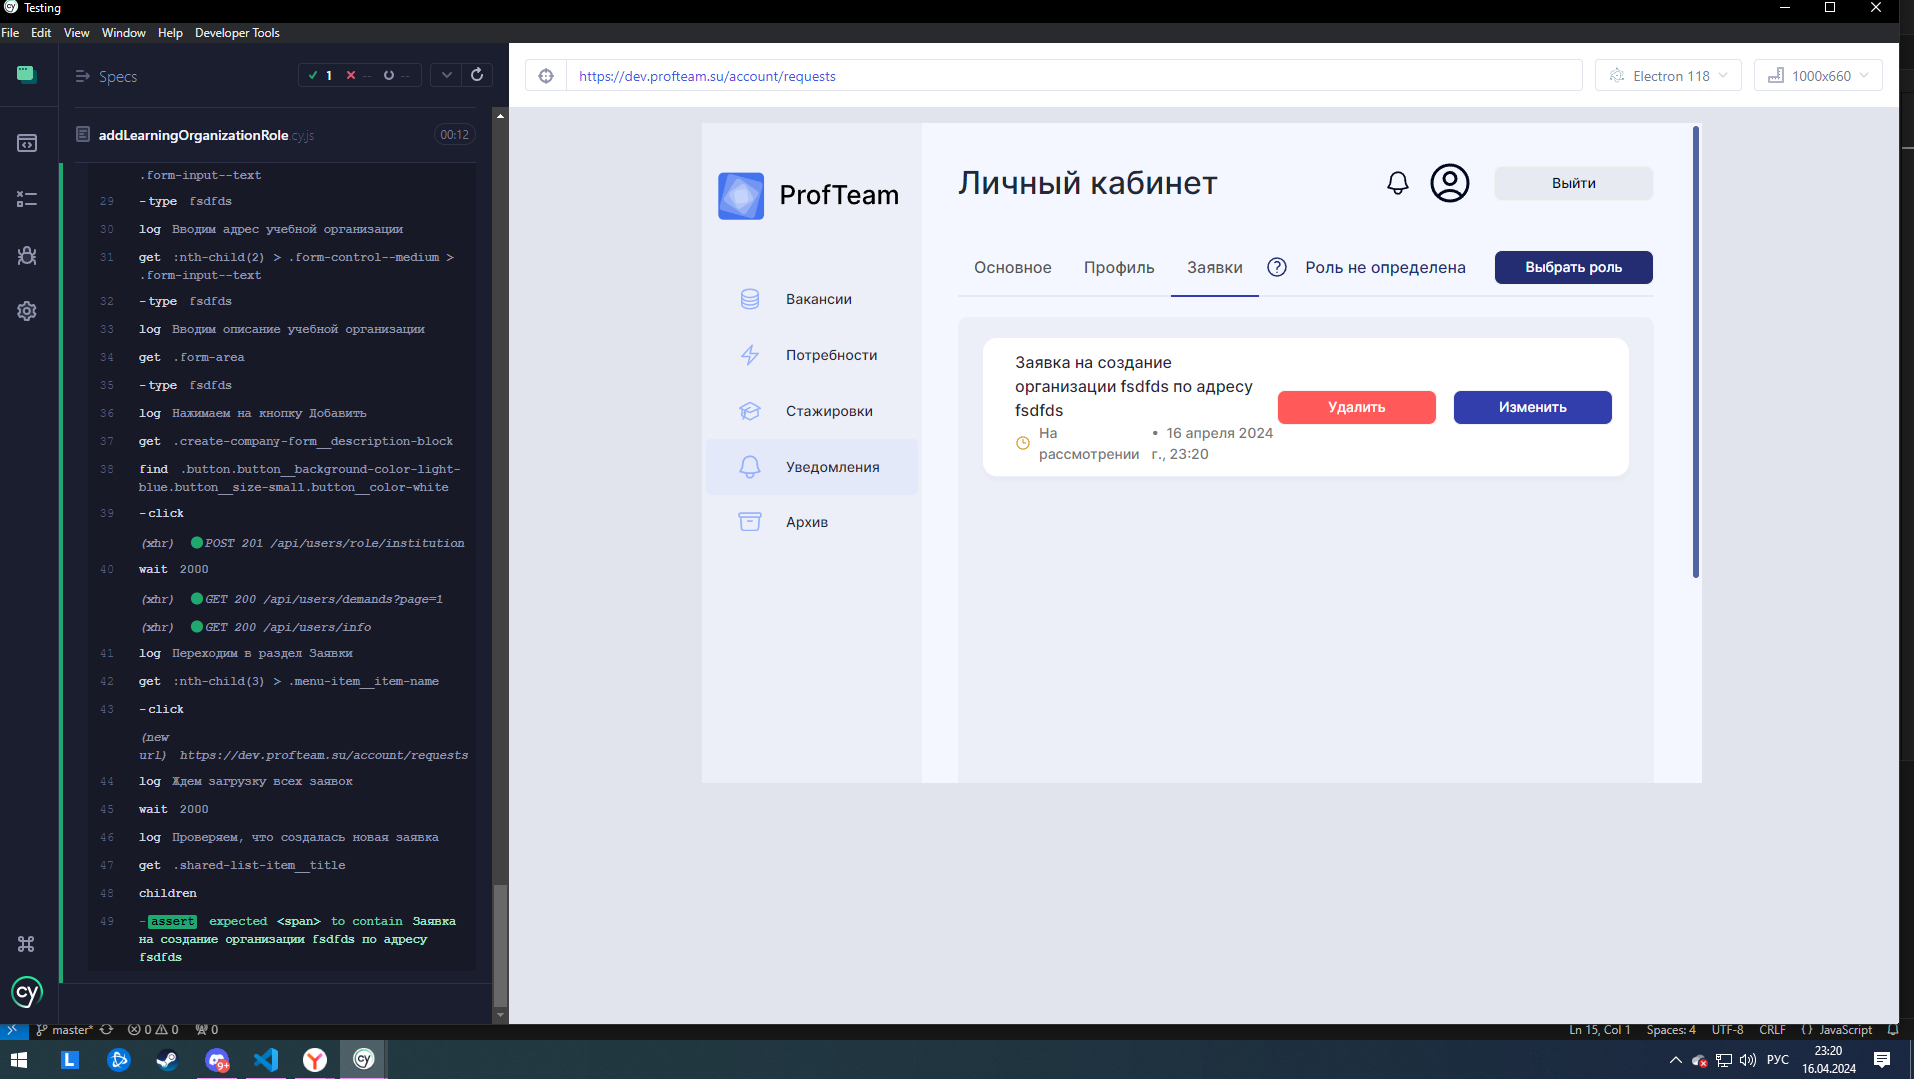 Testing
File Edit View Window Help Developer Tools
Specs
1 -- --
addLearningOrganizationRole.cy.js 00:12
.form-input--text
29 -type fsdfds
30 log Вводим адрес учебной организации
31 get :nth-child(2) > .form-control--medium >
.form-input--text
32 -type fsdfds
33 log Вводим описание учебной организации
34 get .form-area
35 -type fsdfds
36 log Нажимаем на кнопку Добавить
37 get .create-company-form__description-block
38 find .button.button__background-color-light-
blue.button__size-small.button__color-white
39 -click
(xhr) POST 201 /api/users/role/institution
40 wait 2000
(xhr) GET 200 /api/users/demands?page=1
(xhr) GET 200 /api/users/info
41 log Переходим в раздел Заявки
42 get :nth-child(3) > .menu-item__item-name
43 -click
(new
url) https://dev.profteam.su/account/requests
44 log Ждем загрузку всех заявок
45 wait 2000
46 log Проверяем, что создалась новая заявка
47 get .shared-list-item__title
48 children
49 -assert expected <span> to contain Заявка
на создание организации fsdfds по адресу
fsdfds
cy
https://dev.profteam.su/account/requests
Electron 118
1000x660
ProfTeam
Вакансии
Потребности
Стажировки
Уведомления
Архив
Личный кабинет
Выйти
Основное Профиль Заявки ? Роль не определена Выбрать роль
Заявка на создание
организации fsdfds по адресу
fsdfds
На
рассмотрении
• 16 апреля 2024
г., 23:20
Удалить
Изменить
master* 0 0 0
Ln 15, Col 1 Spaces: 4 UTF-8 CRLF {} JavaScript
L 9+ Y cy
РУС
23:20
16.04.2024